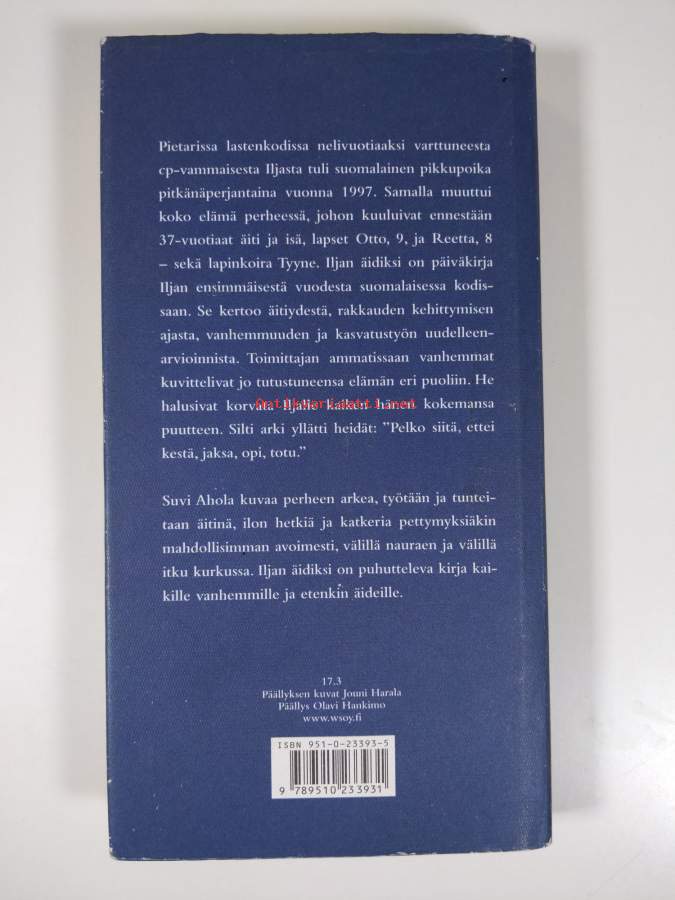 Pietarissa lastenkodissa nelivuotiaaksi varttuneesta
cp-vammaisesta Iljasta tuli suomalainen pikkupoika
pitkänäperjantaina vuonna 1997. Samalla muuttui
koko elämä perheessä, johon kuuluivat ennestään
37-vuotiaat äiti ja isä, lapset Otto, 9, ja Reetta, 8
– sekä lapinkoira Tyyne. Iljan äidiksi on päiväkirja
Iljan ensimmäisestä vuodesta suomalaisessa kodis-
saan. Se kertoo äitiydestä, rakkauden kehittymisen
ajasta, vanhemmuuden ja kasvatustyön uudelleen-
arvioinnista. Toimittajan ammatissaan vanhemmat
kuvittelivat jo tutustuneensa elämän eri puoliin. He
halusivat korvata Iljalle kaiken hänen kokemansa
Antikvariaatti.net
puutteen. Silti arki yllätti heidät: ”Pelko siitä, ettei
kestä, jaksa, opi, totu.”
Suvi Ahola kuvaa perheen arkea, työtään ja tuntei-
taan äitinä, ilon hetkiä ja katkeria pettymyksiäkin
mahdollisimman avoimesti, välillä nauraen ja välillä
itku kurkussa. Iljan äidiksi on puhutteleva kirja kai-
kille vanhemmille ja etenkin äideille.
17.3
Päällyksen kuvat Jouni Harala
Päällys Olavi Hankimo
www.wsoy.fi
ISBN 951-0-23393-5
9 789510 233931